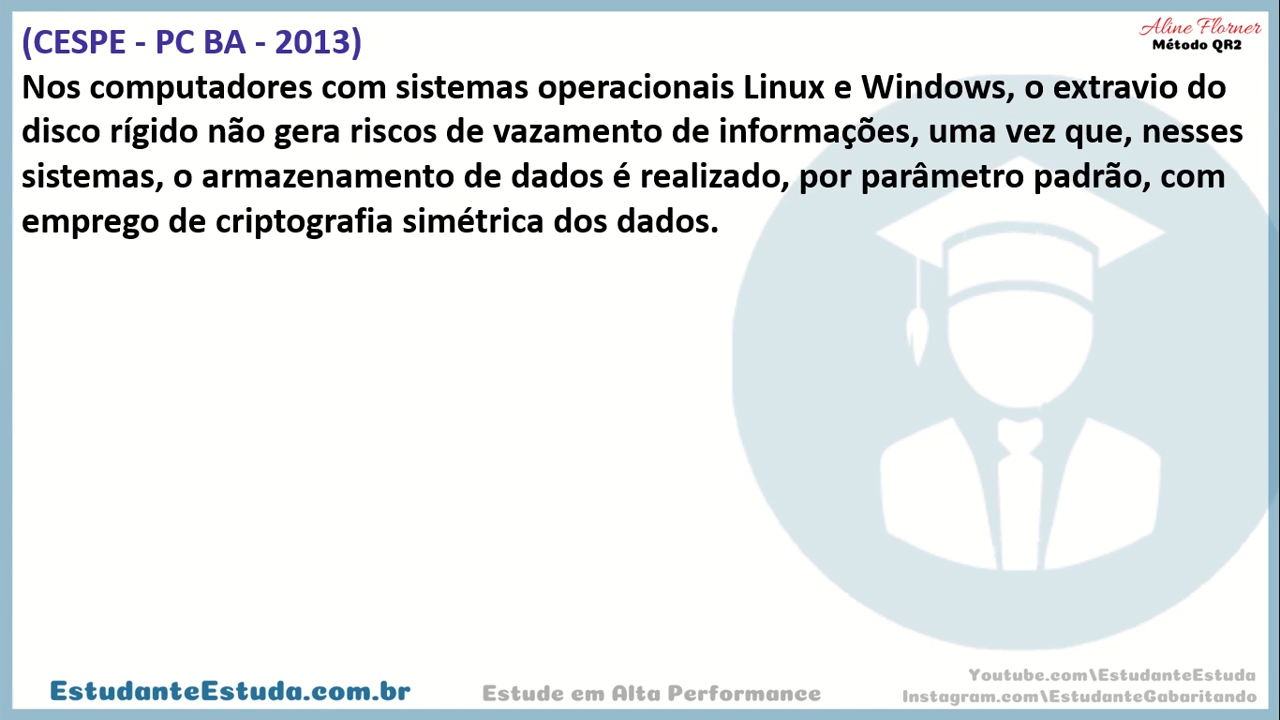 (CESPE - PC BA - 2013)
Aline Florner
Método QR2
Nos computadores com sistemas operacionais Linux e Windows, o extravio do
disco rígido não gera riscos de vazamento de informações, uma vez que, nesses
sistemas, o armazenamento de dados é realizado, por parâmetro padrão, com
emprego de criptografia simétrica dos dados.
EstudanteEstuda.com.br
Estude em Alta Performance
Youtube.com\EstudanteEstuda
Instagram.com\EstudanteGabaritando